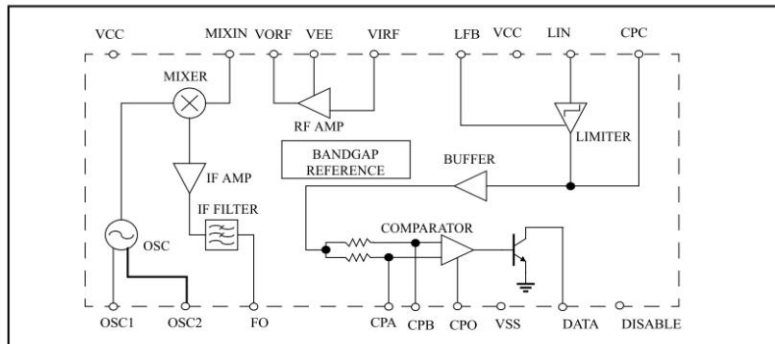 VCC MIXIN VORF VEE VIRF LFB VCC LIN CPC
MIXER
RF AMP
LIMITER
BANDGAP
REFERENCE
BUFFER
IF AMP
IF FILTER
COMPARATOR
OSC
OSC1 OSC2 FO CPA CPB CPO VSS DATA DISABLE